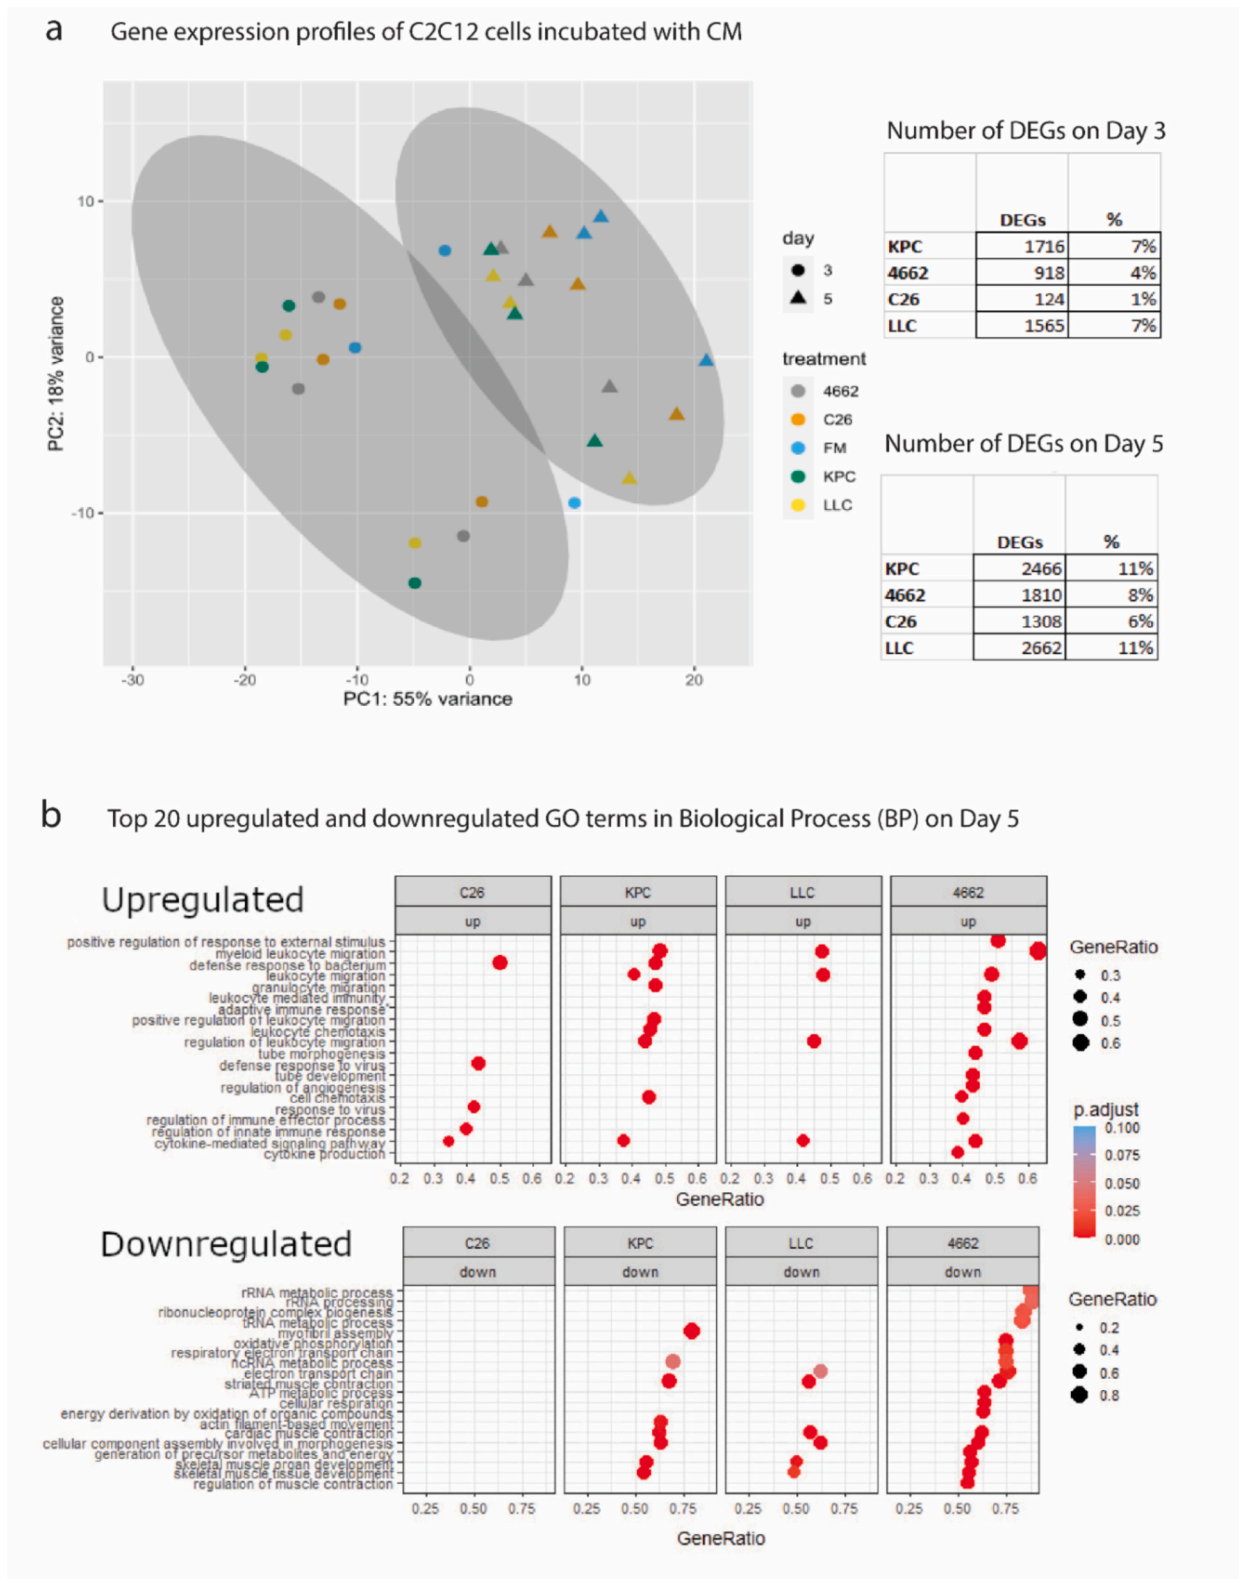 a Gene expression profiles of C2C12 cells incubated with CM
10
0
-10
PC2: 18% variance
-30 -20 -10 0 10 20
PC1: 55% variance
day
3
5
treatment
4662
C26
FM
KPC
LLC
Number of DEGs on Day 3
DEGs %
KPC 1716 7%
4662 918 4%
C26 124 1%
LLC 1565 7%
Number of DEGs on Day 5
DEGs %
KPC 2466 11%
4662 1810 8%
C26 1308 6%
LLC 2662 11%
b Top 20 upregulated and downregulated GO terms in Biological Process (BP) on Day 5
Upregulated
C26 KPC LLC 4662
up up up up
positive regulation of response to external stimulus
myeloid leukocyte migration
defense response to bacterium
leukocyte migration
granulocyte migration
leukocyte mediated immunity
adaptive immune response
positive regulation of leukocyte migration
leukocyte chemotaxis
regulation of leukocyte migration
tube morphogenesis
defense response to virus
tube development
regulation of angiogenesis
cell chemotaxis
response to virus
regulation of immune effector process
regulation of innate immune response
cytokine-mediated signaling pathway
cytokine production
0.2 0.3 0.4 0.5 0.6 0.2 0.3 0.4 0.5 0.6 0.2 0.3 0.4 0.5 0.6 0.2 0.3 0.4 0.5 0.6
GeneRatio
GeneRatio
0.3
0.4
0.5
0.6
p.adjust
0.100
0.075
0.050
0.025
0.000
Downregulated
C26 KPC LLC 4662
down down down down
rRNA metabolic process
rRNA processing
ribonucleoprotein complex biogenesis
tRNA metabolic process
myofibril assembly
oxidative phosphorylation
respiratory electron transport chain
ncRNA metabolic process
electron transport chain
striated muscle contraction
ATP metabolic process
cellular respiration
energy derivation by oxidation of organic compounds
actin filament-based movement
cardiac muscle contraction
cellular component assembly involved in morphogenesis
generation of precursor metabolites and energy
skeletal muscle organ development
skeletal muscle tissue development
regulation of muscle contraction
0.25 0.50 0.75 0.25 0.50 0.75 0.25 0.50 0.75 0.25 0.50 0.75
GeneRatio
GeneRatio
0.2
0.4
0.6
0.8